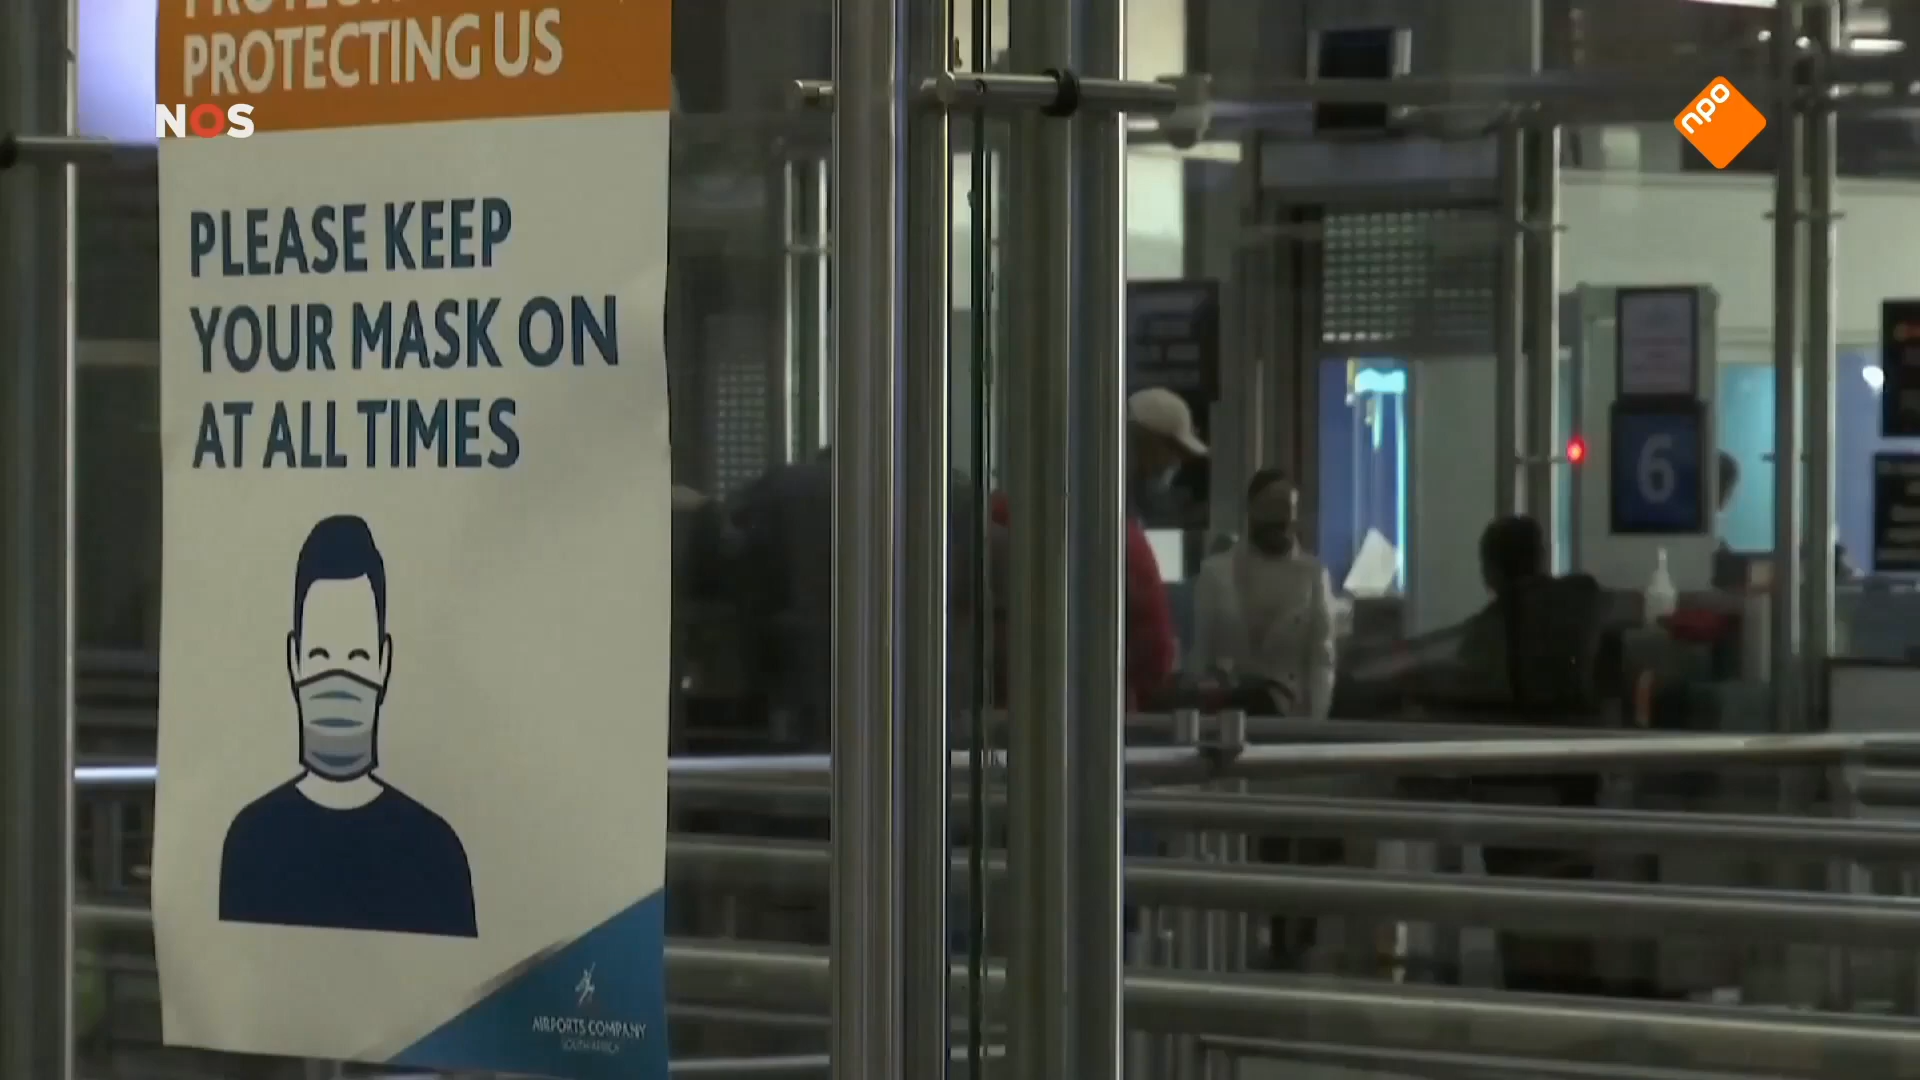 PROTECTING US
NOS
npo
PLEASE KEEP
YOUR MASK ON
AT ALL TIMES
6
AIRPORTS COMPANY
SOUTH AFRICA